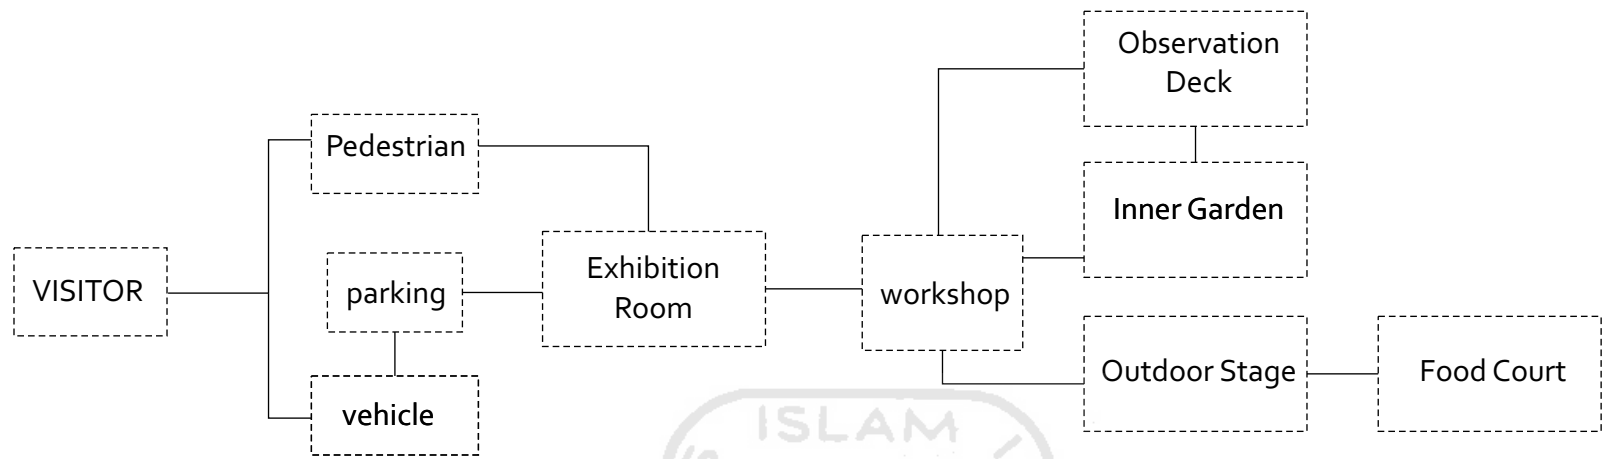 Observation
Deck
Pedestrian
Inner Garden
VISITOR
parking
Exhibition
Room
workshop
vehicle
Outdoor Stage
Food Court
ISLAM